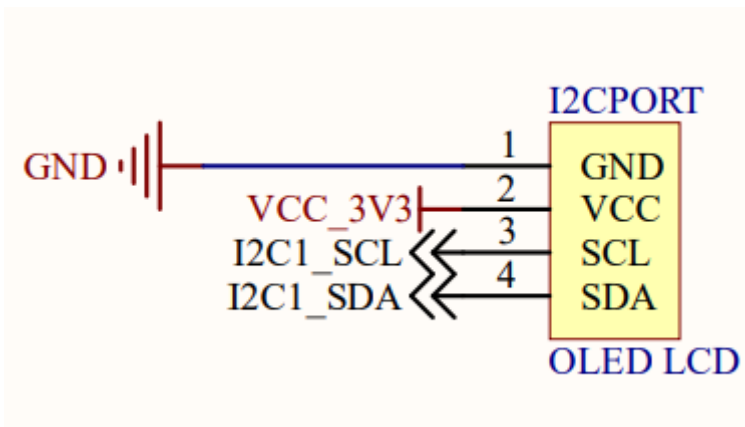 I2CPORT
GND 1 GND
VCC_3V3 2 VCC
I2C1_SCL 3 SCL
I2C1_SDA 4 SDA
OLED LCD